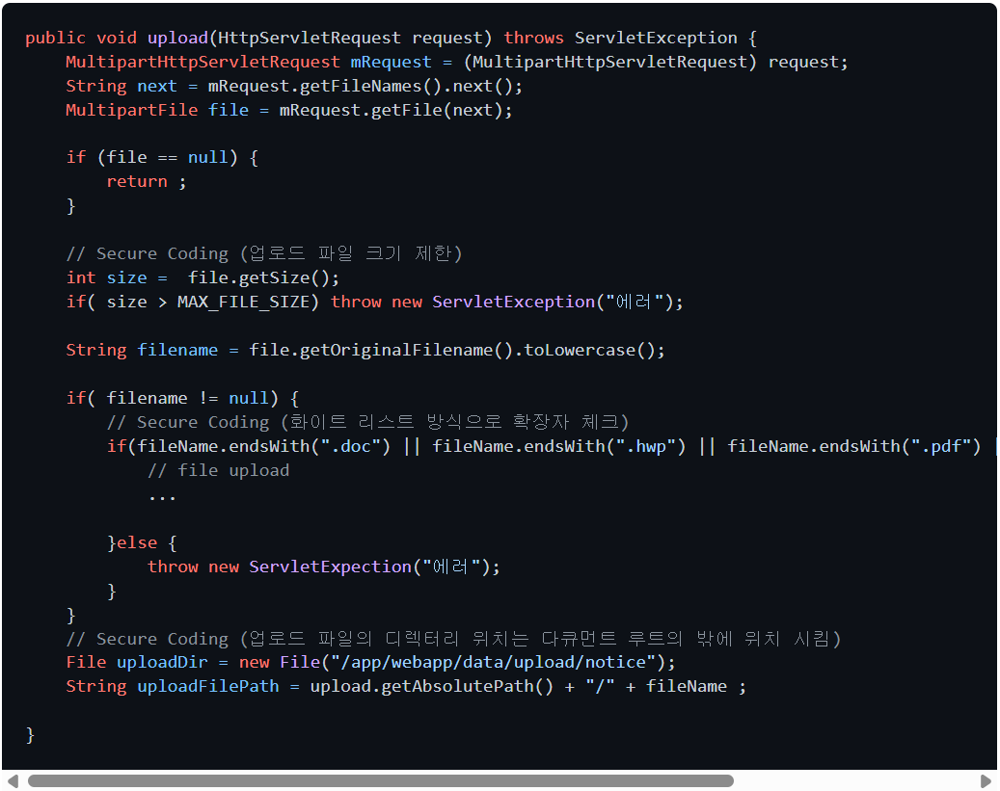 public void upload(HttpServletRequest request) throws ServletException {
    MultipartHttpServletRequest mRequest = (MultipartHttpServletRequest) request;
    String next = mRequest.getFileNames().next();
    MultipartFile file = mRequest.getFile(next);

    if (file == null) {
        return ;
    }

    // Secure Coding (업로드 파일 크기 제한)
    int size =  file.getSize();
    if( size > MAX_FILE_SIZE) throw new ServletException("에러");

    String filename = file.getOriginalFilename().toLowercase();

    if( filename != null) {
        // Secure Coding (화이트 리스트 방식으로 확장자 체크)
        if(fileName.endsWith(".doc") || fileName.endsWith(".hwp") || fileName.endsWith(".pdf") |
            // file upload
            ...

        }else {
            throw new ServletExpection("에러");
        }
    }
    // Secure Coding (업로드 파일의 디렉터리 위치는 다큐먼트 루트의 밖에 위치 시킴)
    File uploadDir = new File("/app/webapp/data/upload/notice");
    String uploadFilePath = upload.getAbsolutePath() + "/" + fileName ;

}